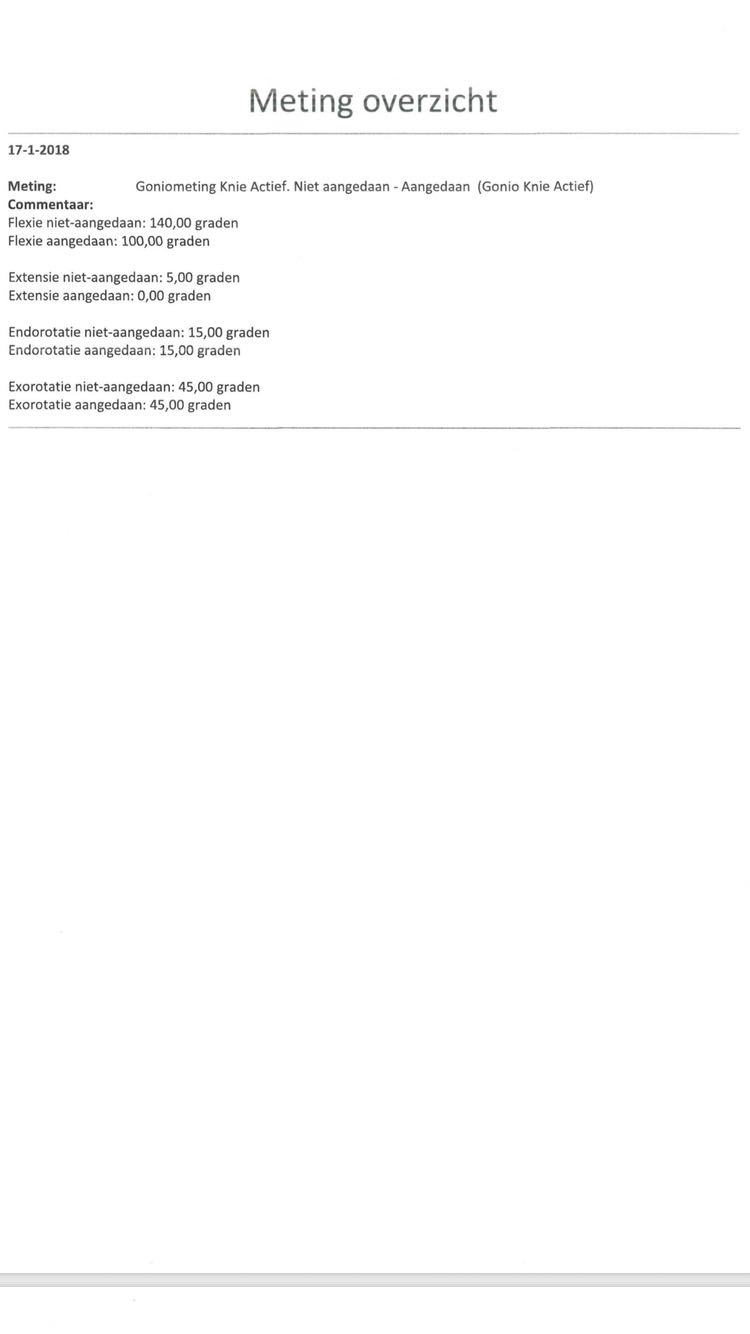 Meting overzicht
17-1-2018
Meting: Goniometing Knie Actief. Niet aangedaan - Aangedaan (Gonio Knie Actief)
Commentaar:
Flexie niet-aangedaan: 140,00 graden
Flexie aangedaan: 100,00 graden
Extensie niet-aangedaan: 5,00 graden
Extensie aangedaan: 0,00 graden
Endorotatie niet-aangedaan: 15,00 graden
Endorotatie aangedaan: 15,00 graden
Exorotatie niet-aangedaan: 45,00 graden
Exorotatie aangedaan: 45,00 graden